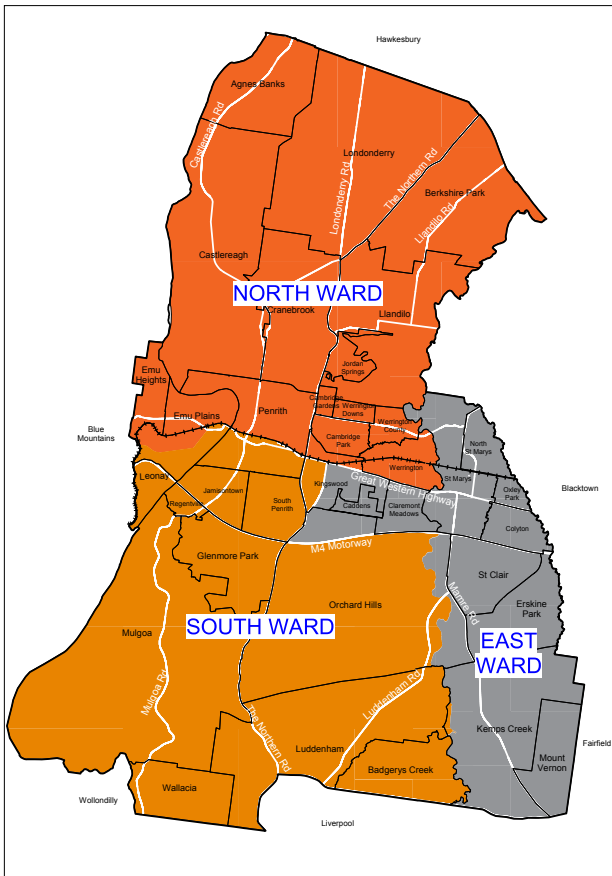 Hawkesbury
Agnes Banks
Castlereagh Rd
Londonderry
Londonderry Rd
The Northern Rd
Berkshire Park
Llandilo Rd
Castlereagh
NORTH WARD
Cranebrook
Llandilo
Jordan
Springs
Emu
Heights
Emu Plains
Penrith
Cambridge
Gardens
Werrington
Downs
Werrington
County
Cambridge
Park
Werrington
Blue
Mountains
North
St Marys
St Marys
Blacktown
Leonay
Regentville
Jamisontown
South
Penrith
Kingswood
Great Western Highway
Caddens
Claremont
Meadows
Oxley
Park
Colyton
M4 Motorway
Glenmore Park
St Clair
Orchard Hills
Mamre Rd
Erskine
Park
Mulgoa
SOUTH WARD
EAST
WARD
Mulgoa Rd
The Northern Rd
Luddenham Rd
Kemps Creek
Luddenham
Badgerys Creek
Mount
Vernon
Fairfield
Wallacia
Wollondilly
Liverpool